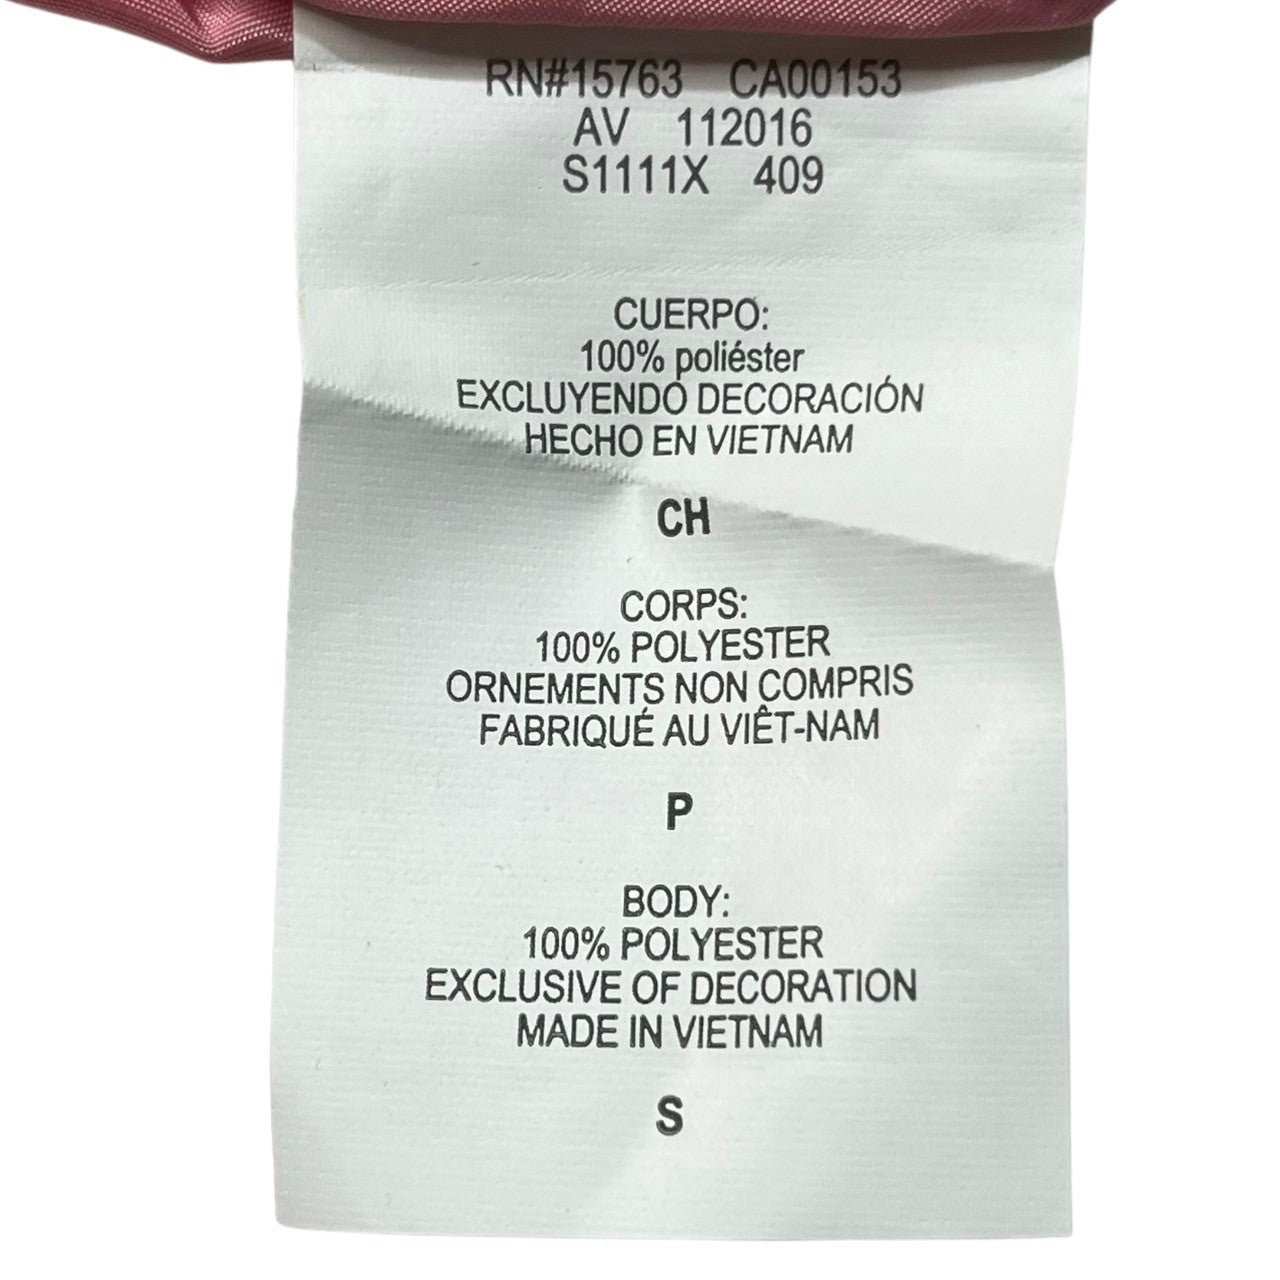 RN#15763 CA00153
AV 112016
S1111X 409
CUERPO:
100% poliéster
EXCLUYENDO DECORACIÓN
HECHO EN VIETNAM
CH
CORPS:
100% POLYESTER
ORNEMENTS NON COMPRIS
FABRIQUÉ AU VIÊT-NAM
P
BODY:
100% POLYESTER
EXCLUSIVE OF DECORATION
MADE IN VIETNAM
S